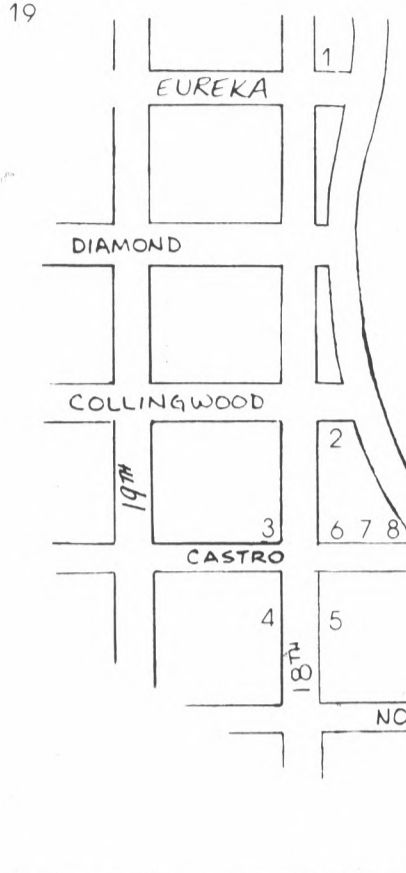 19
1
EUREKA
DIAMOND
COLLINGWOOD
2
19TH
3
6 7 8
CASTRO
4
5
18TH
NO